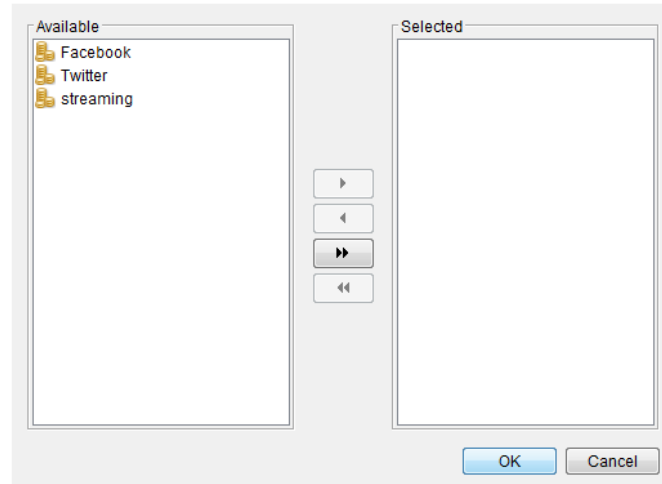 Available
Facebook
Twitter
streaming
Selected
OK
Cancel